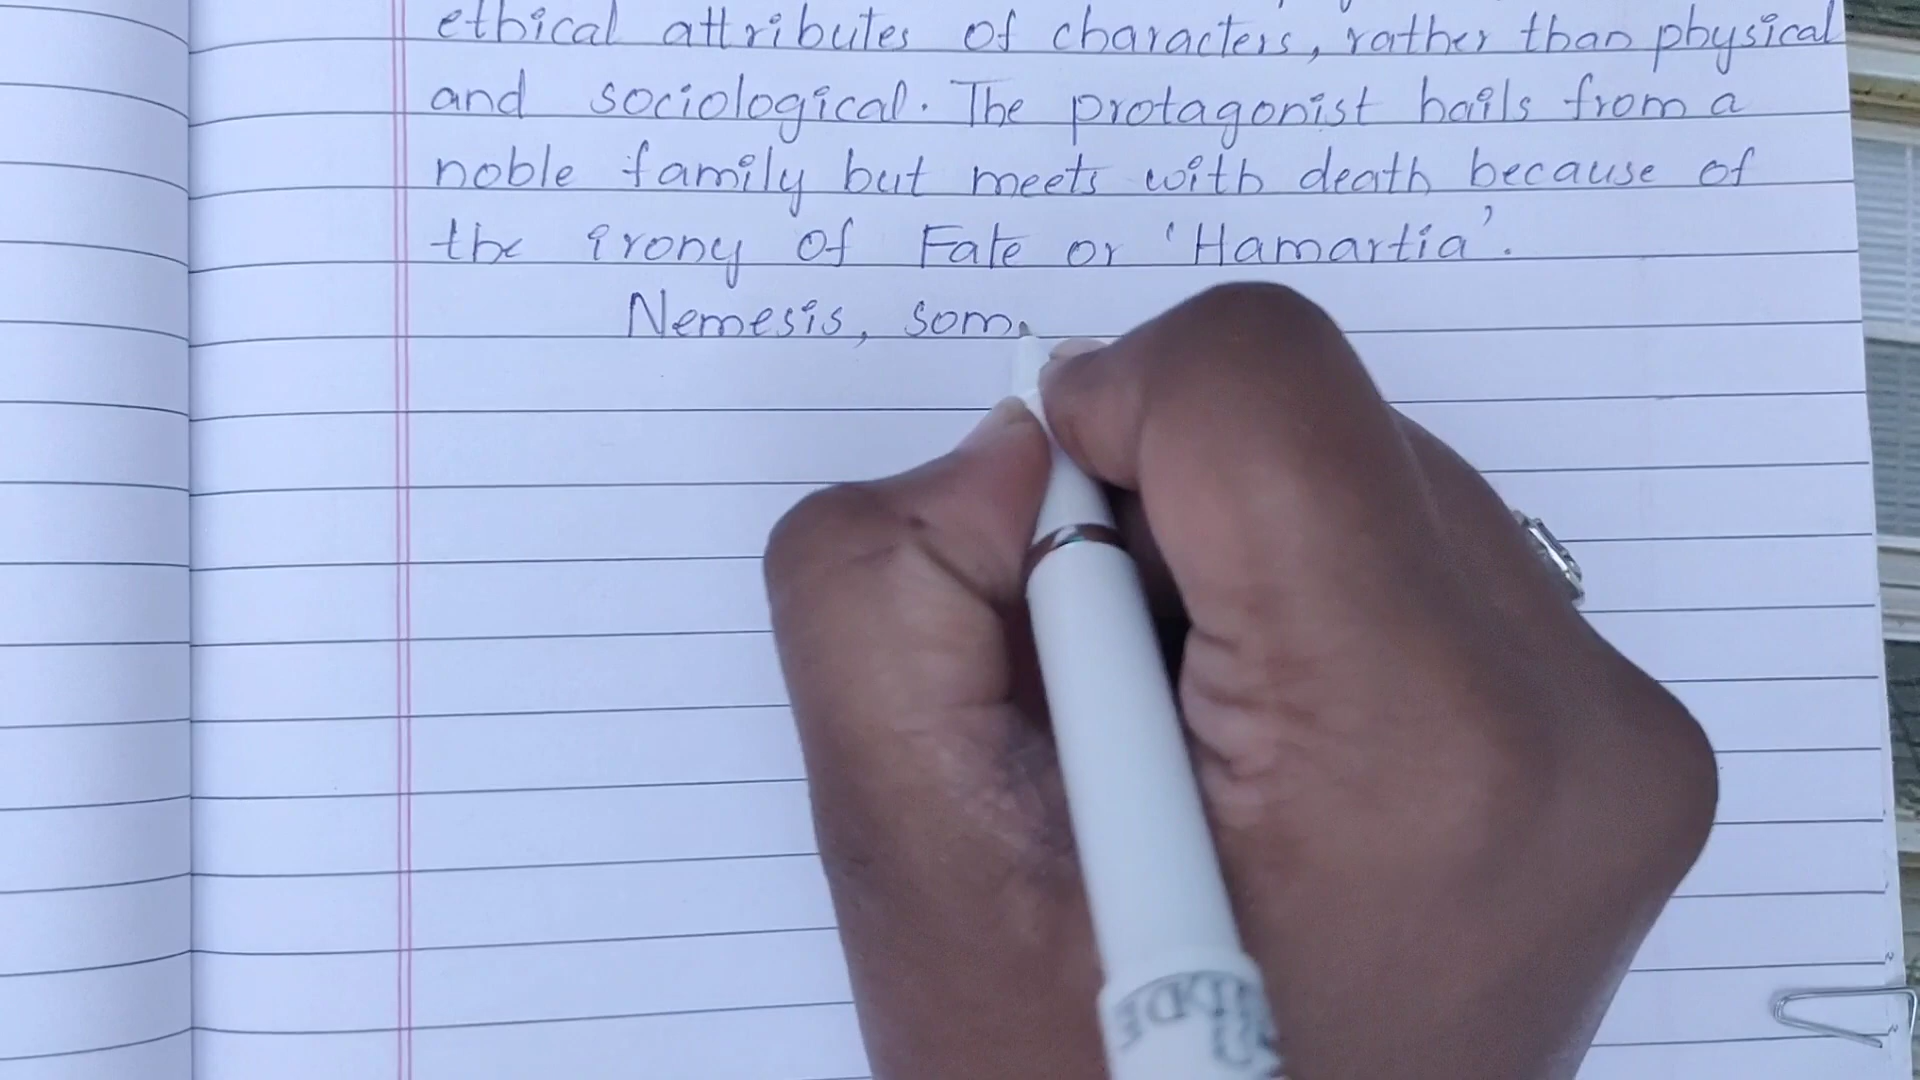 ethical attributes of characters, rather than physical
and sociological. The protagonist hails from a
noble family but meets with death because of
the irony of Fate or 'Hamartia'.
Nemesis, som